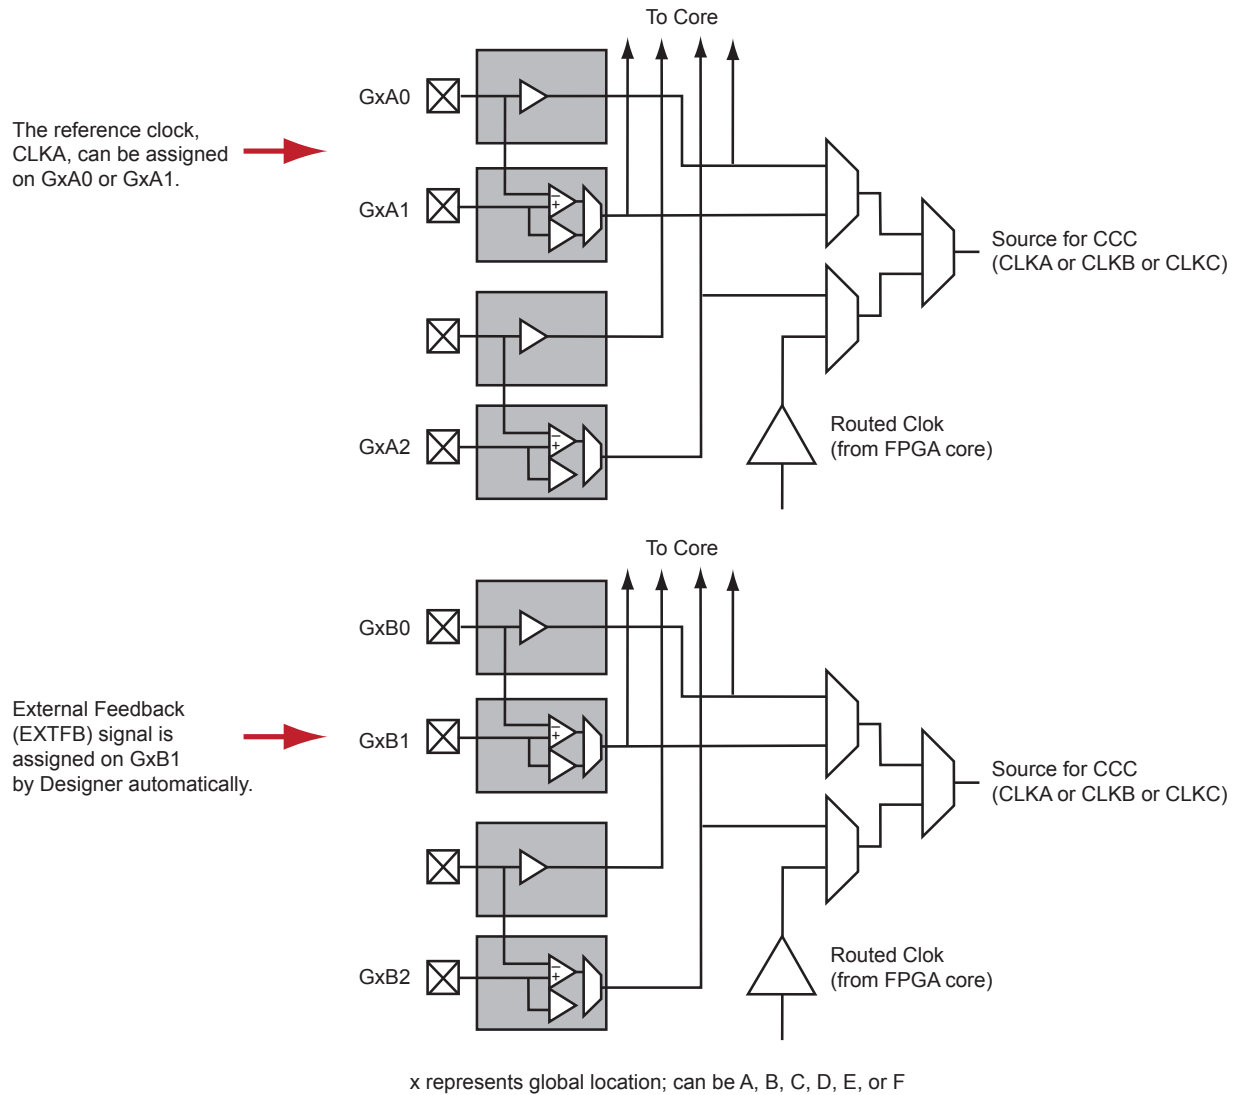 To Core
GxA0
The reference clock,
CLKA, can be assigned
on GxA0 or GxA1.
GxA1
−
+
Source for CCC
(CLKA or CLKB or CLKC)
GxA2
−
+
Routed Clok
(from FPGA core)
To Core
GxB0
External Feedback
(EXTFB) signal is
assigned on GxB1
by Designer automatically.
GxB1
−
+
Source for CCC
(CLKA or CLKB or CLKC)
GxB2
−
+
Routed Clok
(from FPGA core)
x represents global location; can be A, B, C, D, E, or F